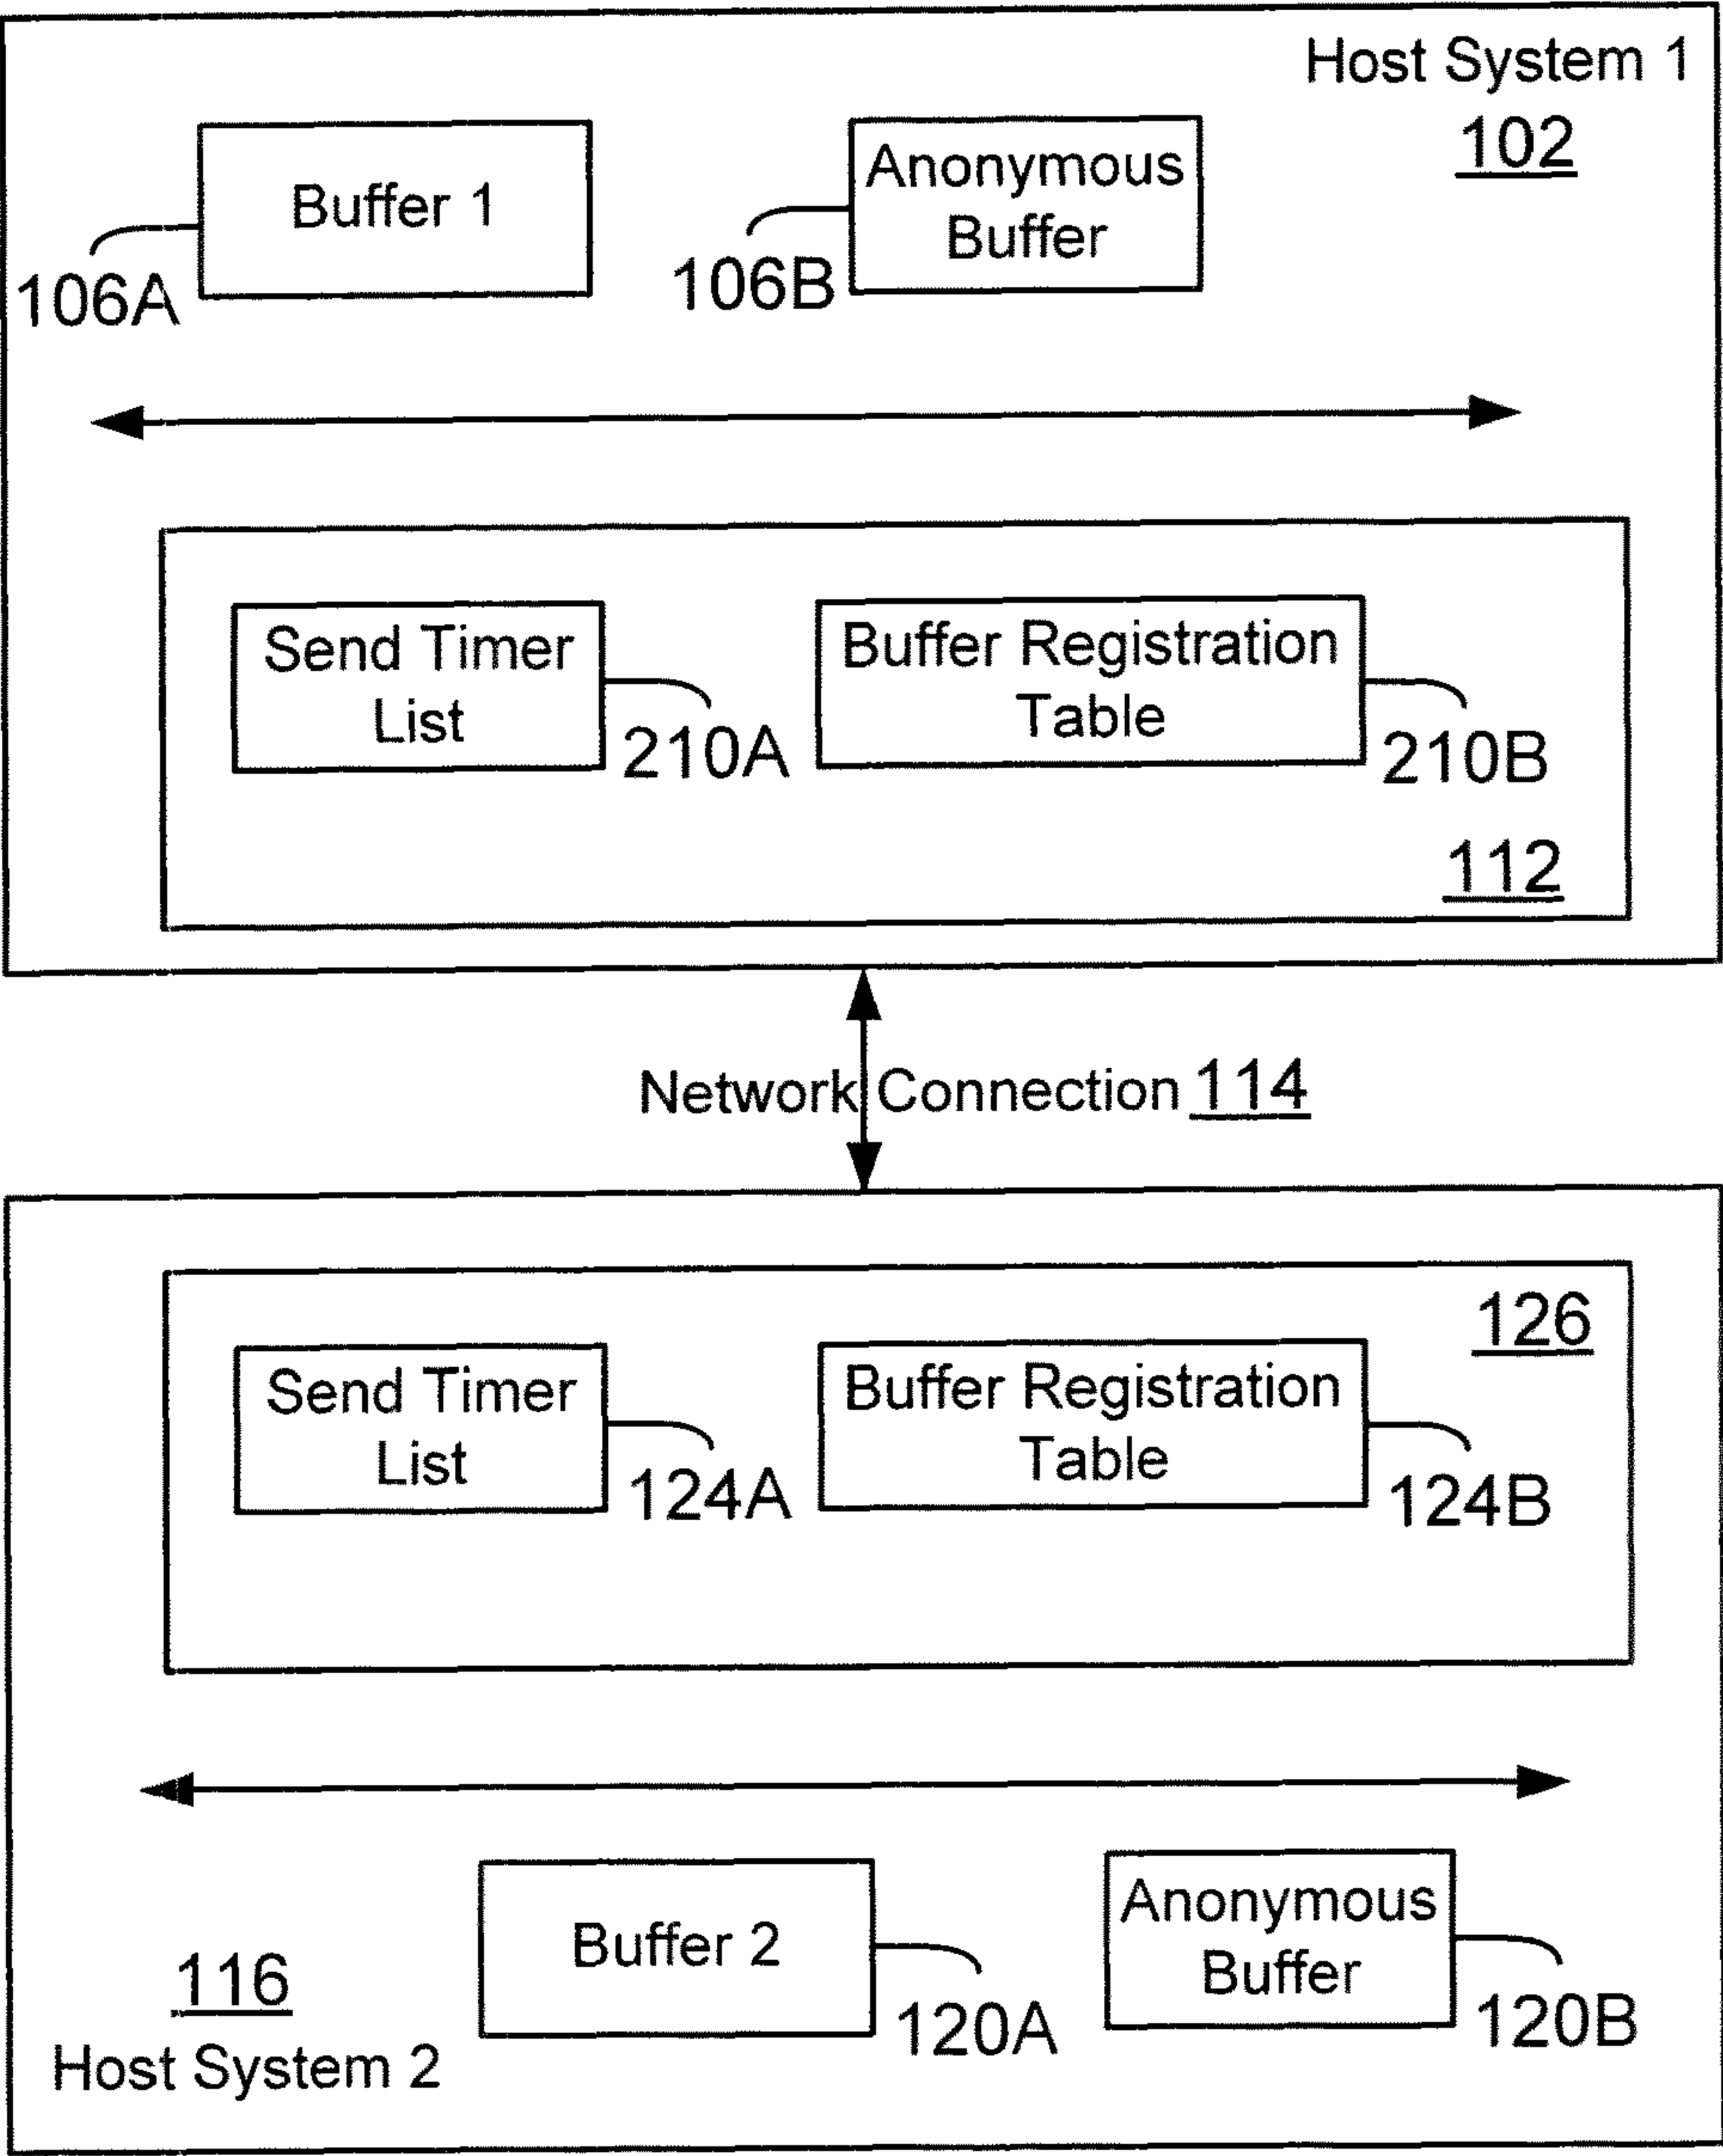 Host System 1
102
Buffer 1
Anonymous
Buffer
106A
106B
Send Timer
List
Buffer Registration
Table
210A
210B
112
Network Connection 114
126
Send Timer
List
Buffer Registration
Table
124A
124B
Buffer 2
Anonymous
Buffer
116
120A
120B
Host System 2